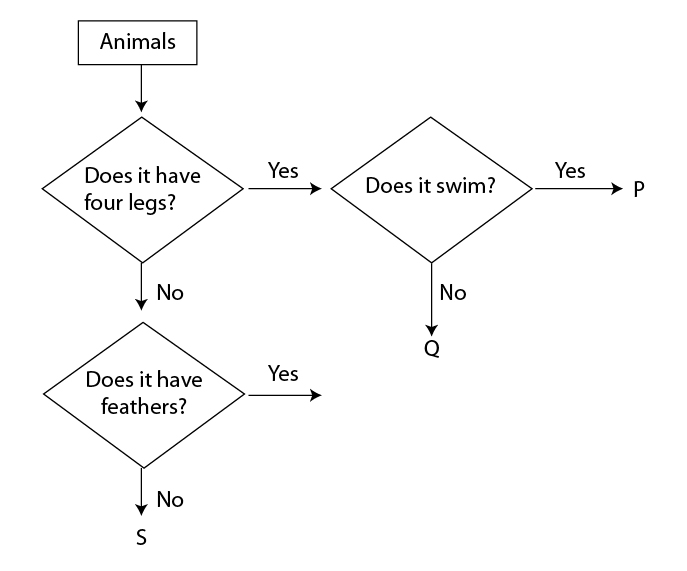 Animals
Does it have
four legs?
Yes
Does it swim?
Yes
P
No
No
Q
Does it have
feathers?
Yes
No
S